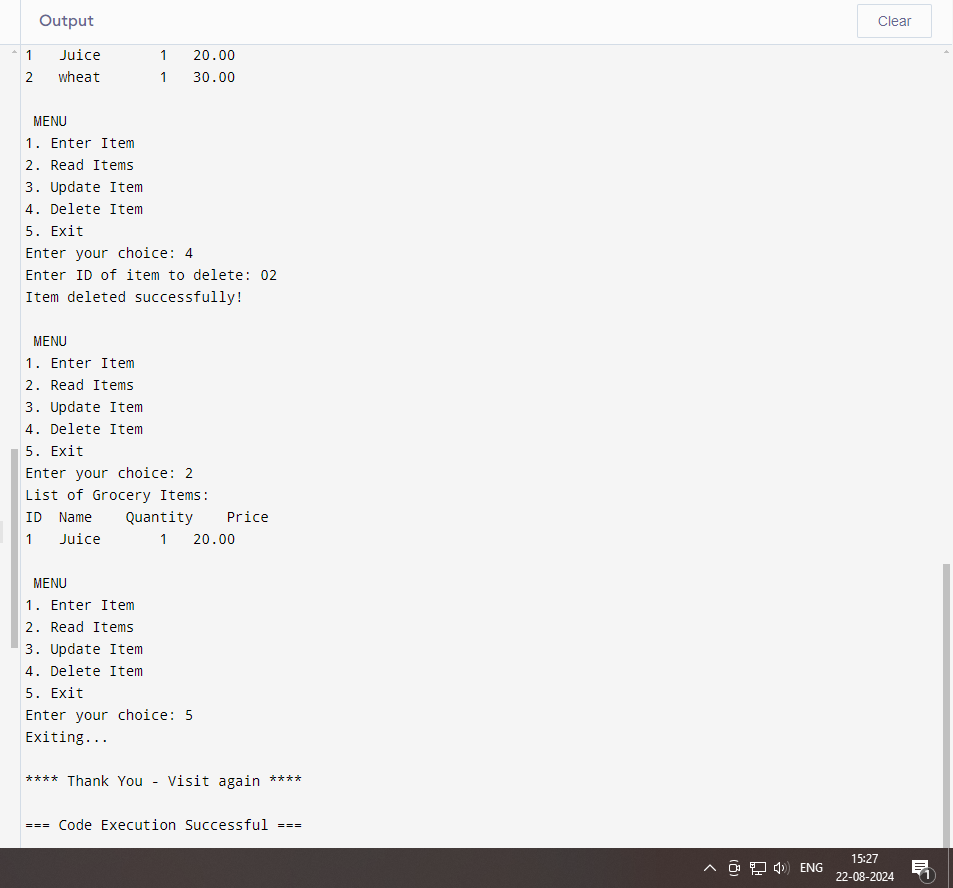 Output
Clear
1   Juice       1   20.00
2   wheat       1   30.00
MENU
1. Enter Item
2. Read Items
3. Update Item
4. Delete Item
5. Exit
Enter your choice: 4
Enter ID of item to delete: 02
Item deleted successfully!
MENU
1. Enter Item
2. Read Items
3. Update Item
4. Delete Item
5. Exit
Enter your choice: 2
List of Grocery Items:
ID  Name    Quantity    Price
1   Juice       1   20.00
MENU
1. Enter Item
2. Read Items
3. Update Item
4. Delete Item
5. Exit
Enter your choice: 5
Exiting...
**** Thank You - Visit again ****
=== Code Execution Successful ===
ENG
15:27
22-08-2024
1